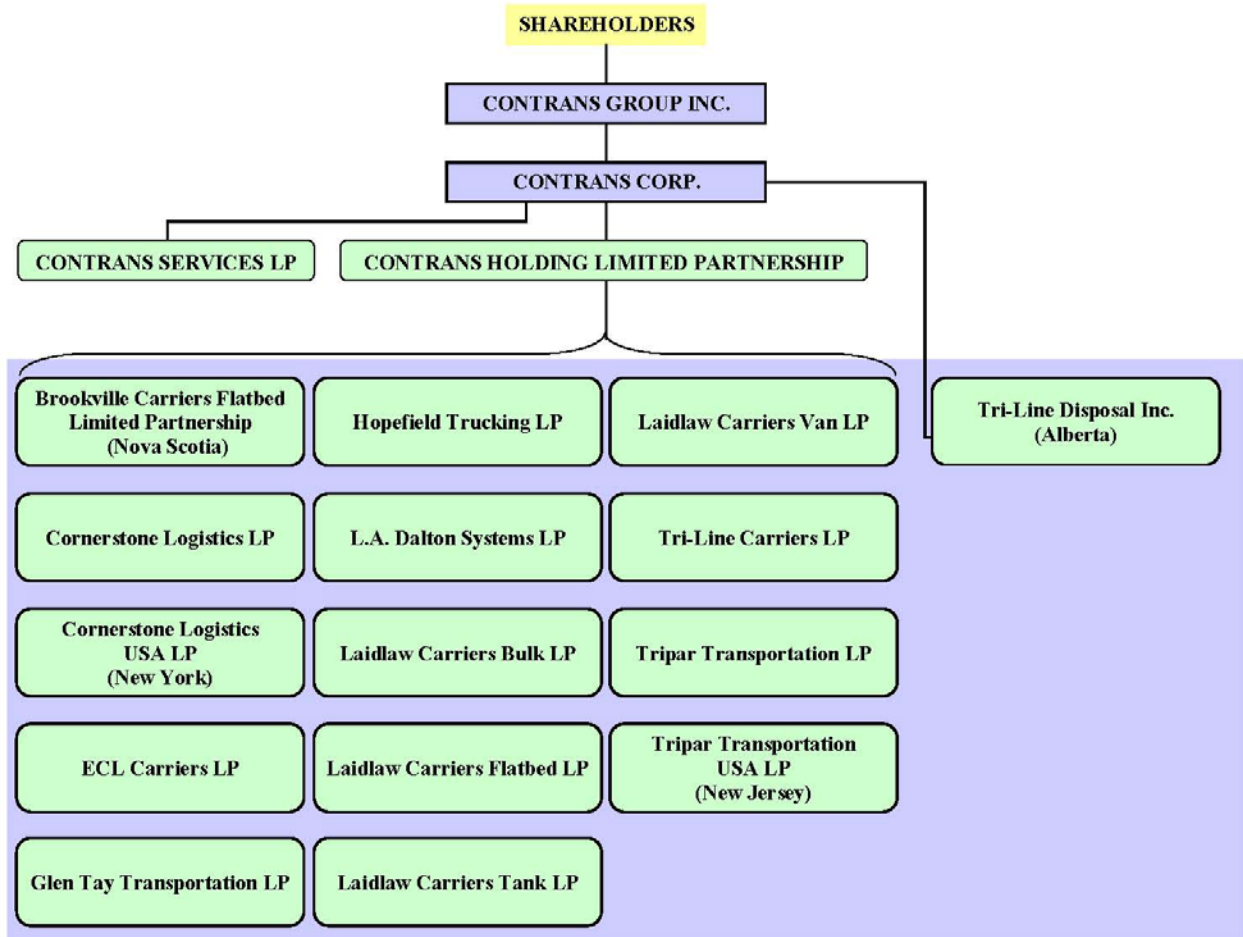 SHAREHOLDERS
CONTRANS GROUP INC.
CONTRANS CORP.
CONTRANS SERVICES LP
CONTRANS HOLDING LIMITED PARTNERSHIP
Brookville Carriers Flatbed
Limited Partnership
(Nova Scotia)
Hopefield Trucking LP
Laidlaw Carriers Van LP
Tri-Line Disposal Inc.
(Alberta)
Cornerstone Logistics LP
L.A. Dalton Systems LP
Tri-Line Carriers LP
Cornerstone Logistics
USA LP
(New York)
Laidlaw Carriers Bulk LP
Tripar Transportation LP
ECL Carriers LP
Laidlaw Carriers Flatbed LP
Tripar Transportation
USA LP
(New Jersey)
Glen Tay Transportation LP
Laidlaw Carriers Tank LP